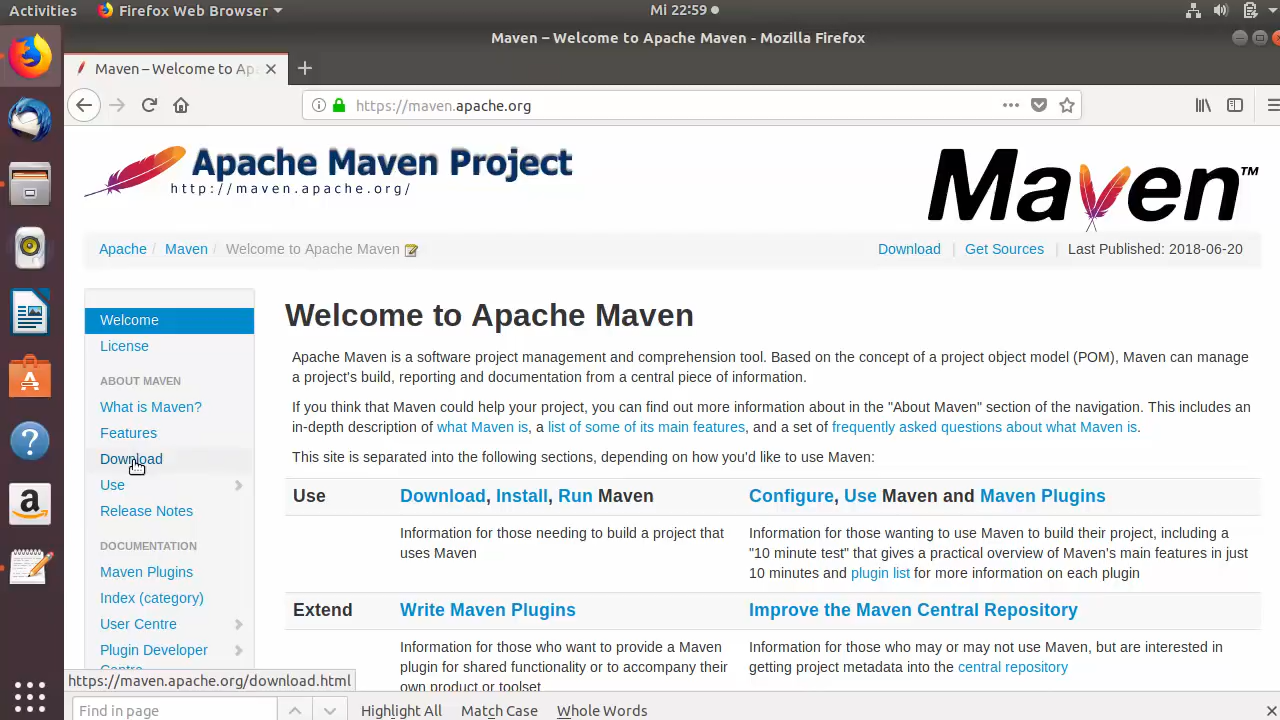 Activities Firefox Web Browser Mi 22:59
Maven – Welcome to Apache Maven - Mozilla Firefox
Maven – Welcome to Ap
https://maven.apache.org
Apache Maven Project
http://maven.apache.org/
Maven™
Apache / Maven / Welcome to Apache Maven
Download | Get Sources | Last Published: 2018-06-20
Welcome
License
ABOUT MAVEN
What is Maven?
Features
Download
Use
Release Notes
DOCUMENTATION
Maven Plugins
Index (category)
User Centre
Plugin Developer
Centre
Welcome to Apache Maven
Apache Maven is a software project management and comprehension tool. Based on the concept of a project object model (POM), Maven can manage
a project's build, reporting and documentation from a central piece of information.
If you think that Maven could help your project, you can find out more information about in the "About Maven" section of the navigation. This includes an
in-depth description of what Maven is, a list of some of its main features, and a set of frequently asked questions about what Maven is.
This site is separated into the following sections, depending on how you'd like to use Maven:
Use Download, Install, Run Maven Configure, Use Maven and Maven Plugins
Information for those needing to build a project that
uses Maven
Information for those wanting to use Maven to build their project, including a
"10 minute test" that gives a practical overview of Maven's main features in just
10 minutes and plugin list for more information on each plugin
Extend Write Maven Plugins Improve the Maven Central Repository
Information for those who want to provide a Maven
plugin for shared functionality or to accompany their
own product or toolset
Information for those who may or may not use Maven, but are interested in
getting project metadata into the central repository
https://maven.apache.org/download.html
Find in page Highlight All Match Case Whole Words